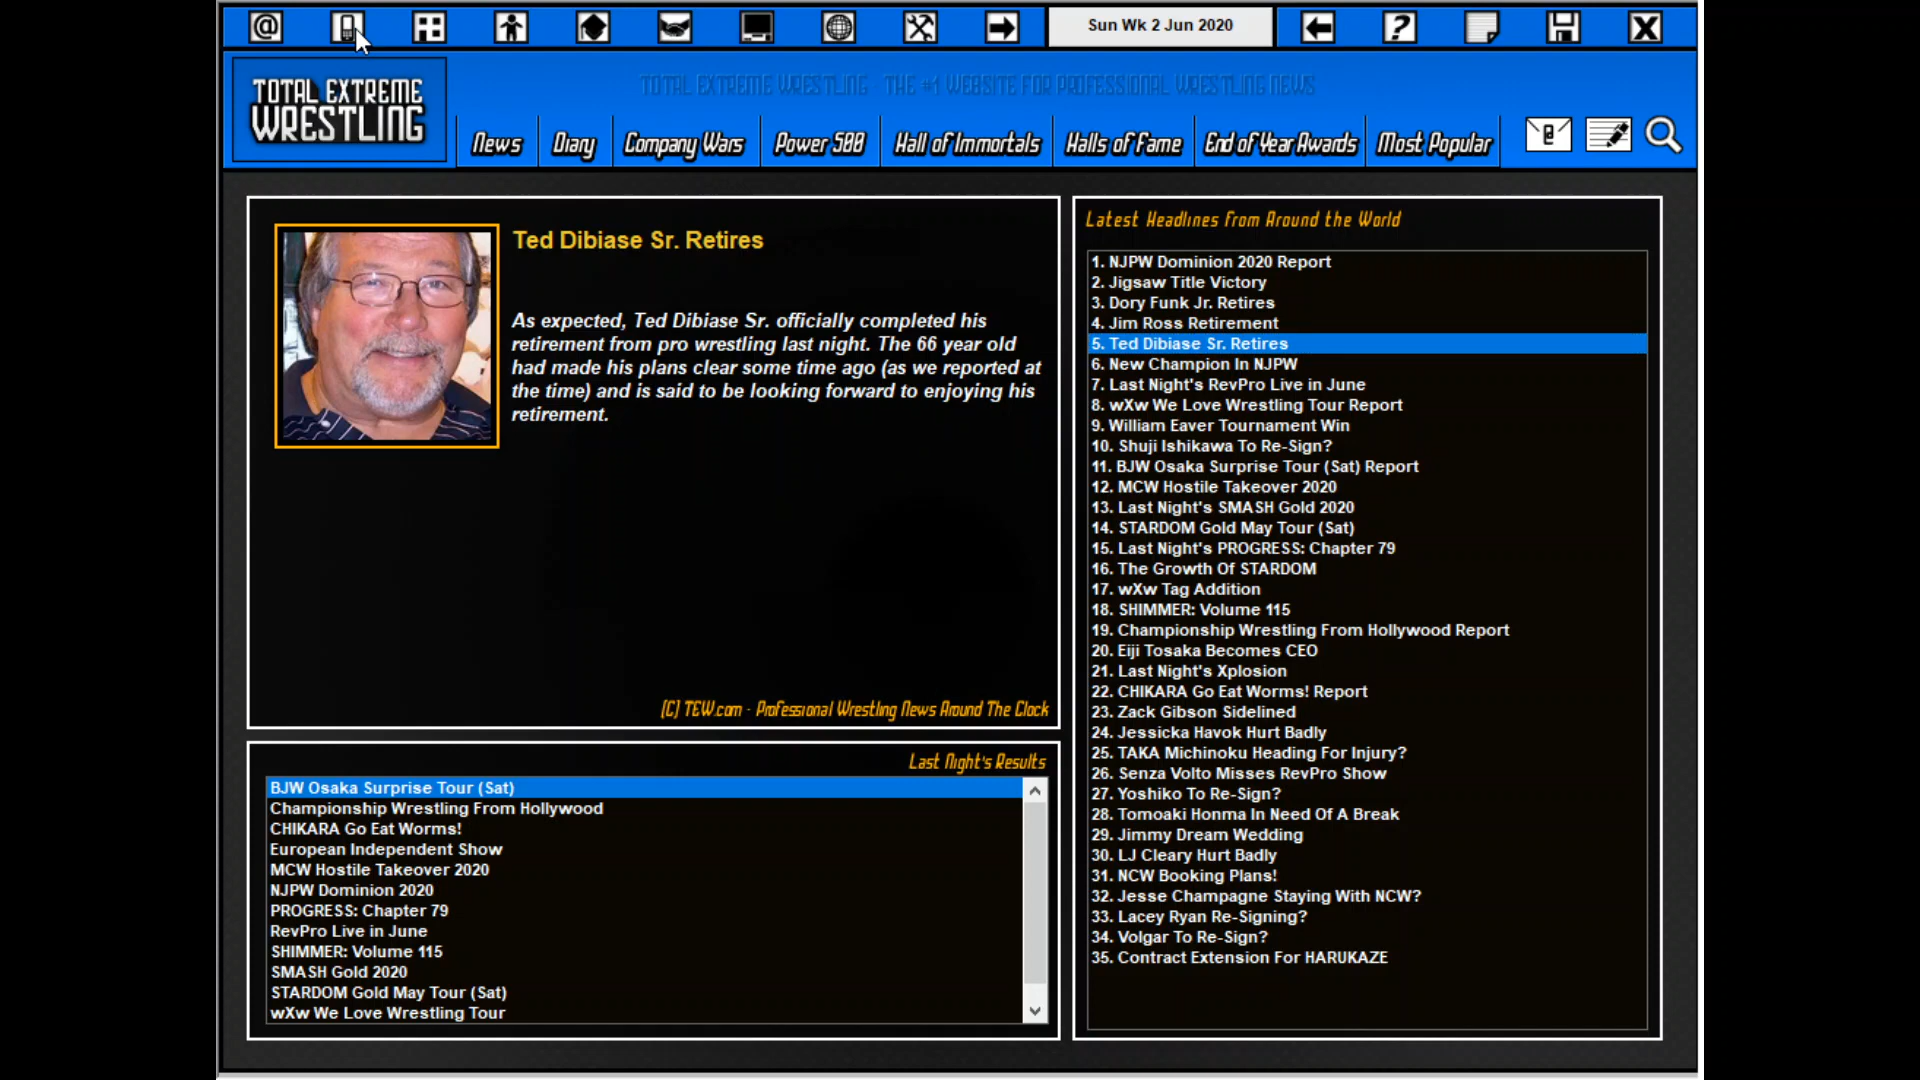 Sun Wk 2 Jun 2020
TOTAL EXTREME WRESTLING - THE #1 WEBSITE FOR PROFESSIONAL WRESTLING NEWS
TOTAL EXTREME
WRESTLING
News
Diary
Company Wars
Power 500
Hall of Immortals
Halls of Fame
End of Year Awards
Most Popular
Ted Dibiase Sr. Retires
As expected, Ted Dibiase Sr. officially completed his
retirement from pro wrestling last night. The 66 year old
had made his plans clear some time ago (as we reported at
the time) and is said to be looking forward to enjoying his
retirement.
(C) TEW.com - Professional Wrestling News Around The Clock
Last Night's Results
BJW Osaka Surprise Tour (Sat)
Championship Wrestling From Hollywood
CHIKARA Go Eat Worms!
European Independent Show
MCW Hostile Takeover 2020
NJPW Dominion 2020
PROGRESS: Chapter 79
RevPro Live in June
SHIMMER: Volume 115
SMASH Gold 2020
STARDOM Gold May Tour (Sat)
wXw We Love Wrestling Tour
Latest Headlines From Around the World
1. NJPW Dominion 2020 Report
2. Jigsaw Title Victory
3. Dory Funk Jr. Retires
4. Jim Ross Retirement
5. Ted Dibiase Sr. Retires
6. New Champion In NJPW
7. Last Night's RevPro Live in June
8. wXw We Love Wrestling Tour Report
9. William Eaver Tournament Win
10. Shuji Ishikawa To Re-Sign?
11. BJW Osaka Surprise Tour (Sat) Report
12. MCW Hostile Takeover 2020
13. Last Night's SMASH Gold 2020
14. STARDOM Gold May Tour (Sat)
15. Last Night's PROGRESS: Chapter 79
16. The Growth Of STARDOM
17. wXw Tag Addition
18. SHIMMER: Volume 115
19. Championship Wrestling From Hollywood Report
20. Eiji Tosaka Becomes CEO
21. Last Night's Xplosion
22. CHIKARA Go Eat Worms! Report
23. Zack Gibson Sidelined
24. Jessicka Havok Hurt Badly
25. TAKA Michinoku Heading For Injury?
26. Senza Volto Misses RevPro Show
27. Yoshiko To Re-Sign?
28. Tomoaki Honma In Need Of A Break
29. Jimmy Dream Wedding
30. LJ Cleary Hurt Badly
31. NCW Booking Plans!
32. Jesse Champagne Staying With NCW?
33. Lacey Ryan Re-Signing?
34. Volgar To Re-Sign?
35. Contract Extension For HARUKAZE